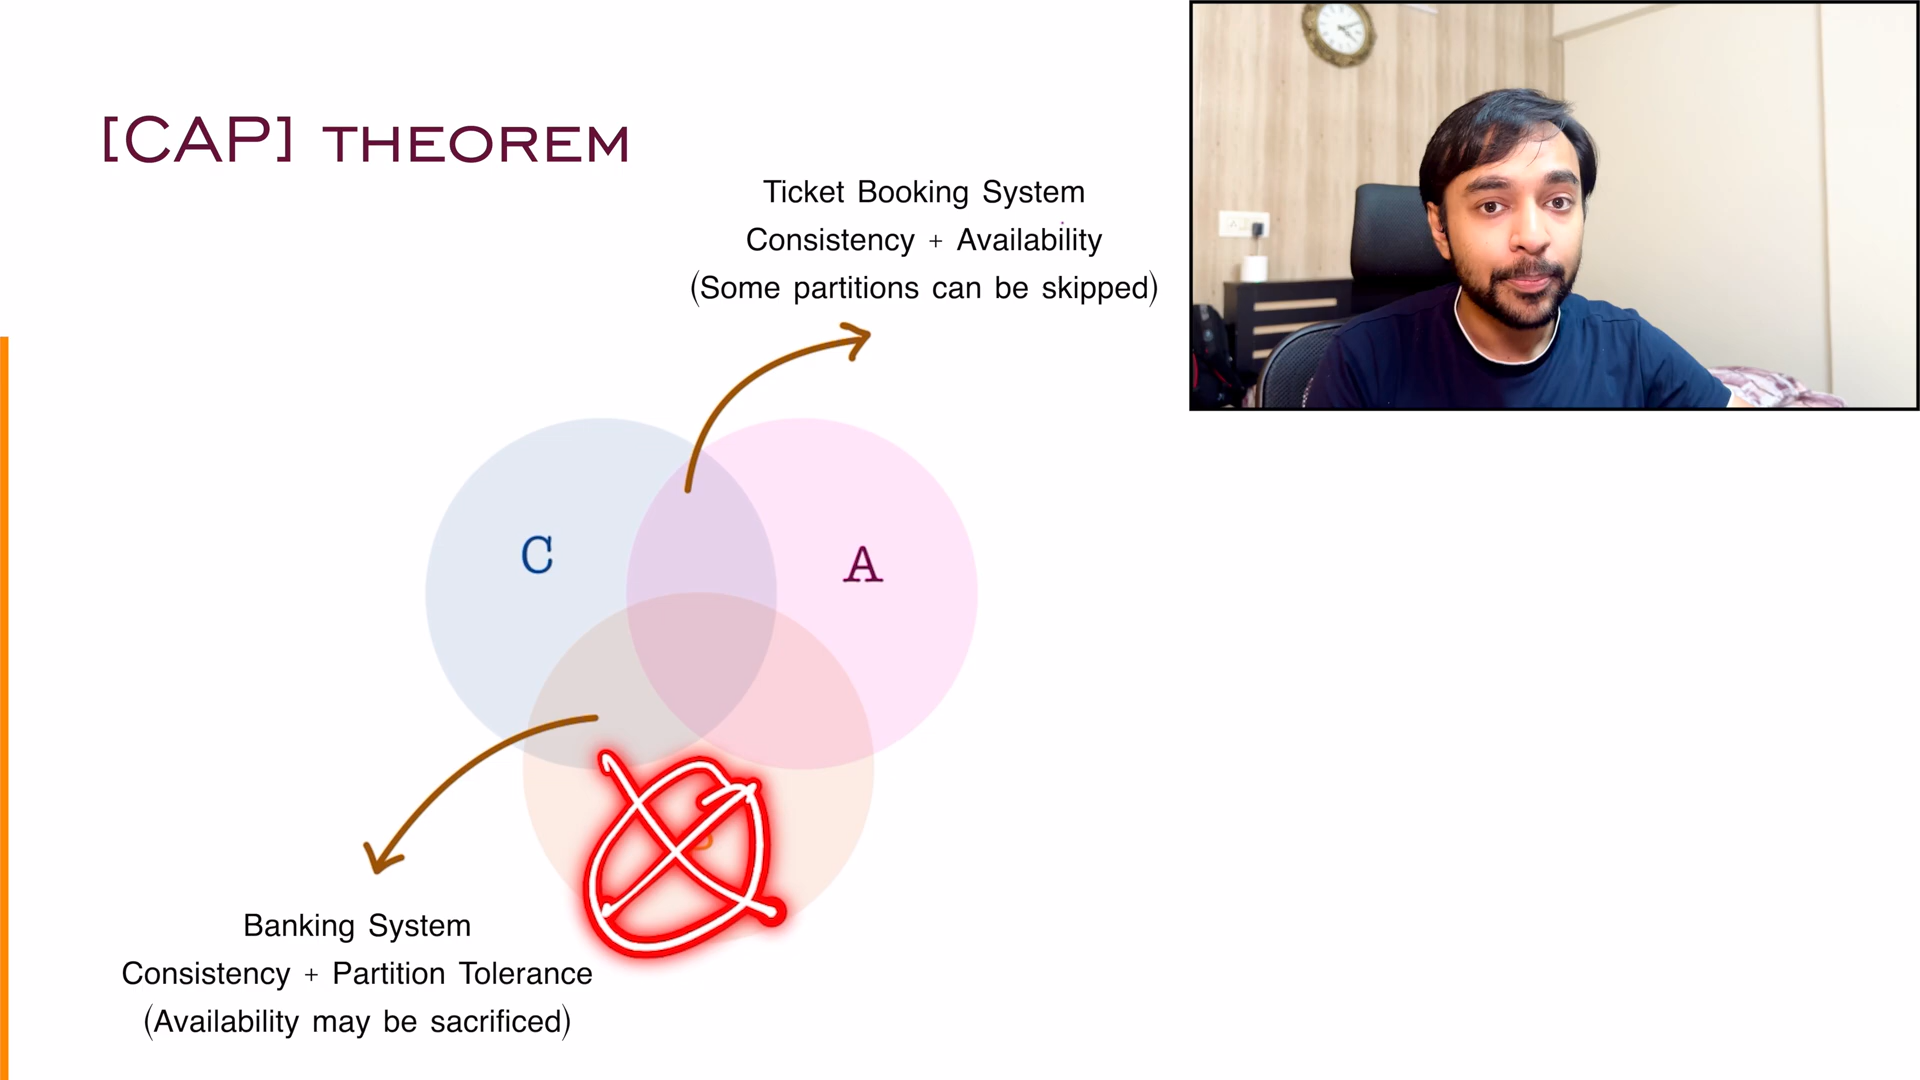 [CAP] THEOREM
Ticket Booking System
Consistency + Availability
(Some partitions can be skipped)
C
A
Banking System
Consistency + Partition Tolerance
(Availability may be sacrificed)